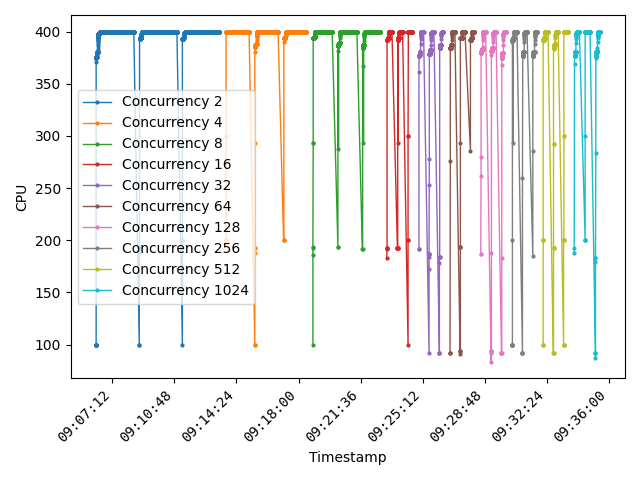 400
350
300
250
200
150
100
CPU
Concurrency 2
Concurrency 4
Concurrency 8
Concurrency 16
Concurrency 32
Concurrency 64
Concurrency 128
Concurrency 256
Concurrency 512
Concurrency 1024
09:07:12
09:10:48
09:14:24
09:18:00
09:21:36
09:25:12
09:28:48
09:32:24
09:36:00
Timestamp